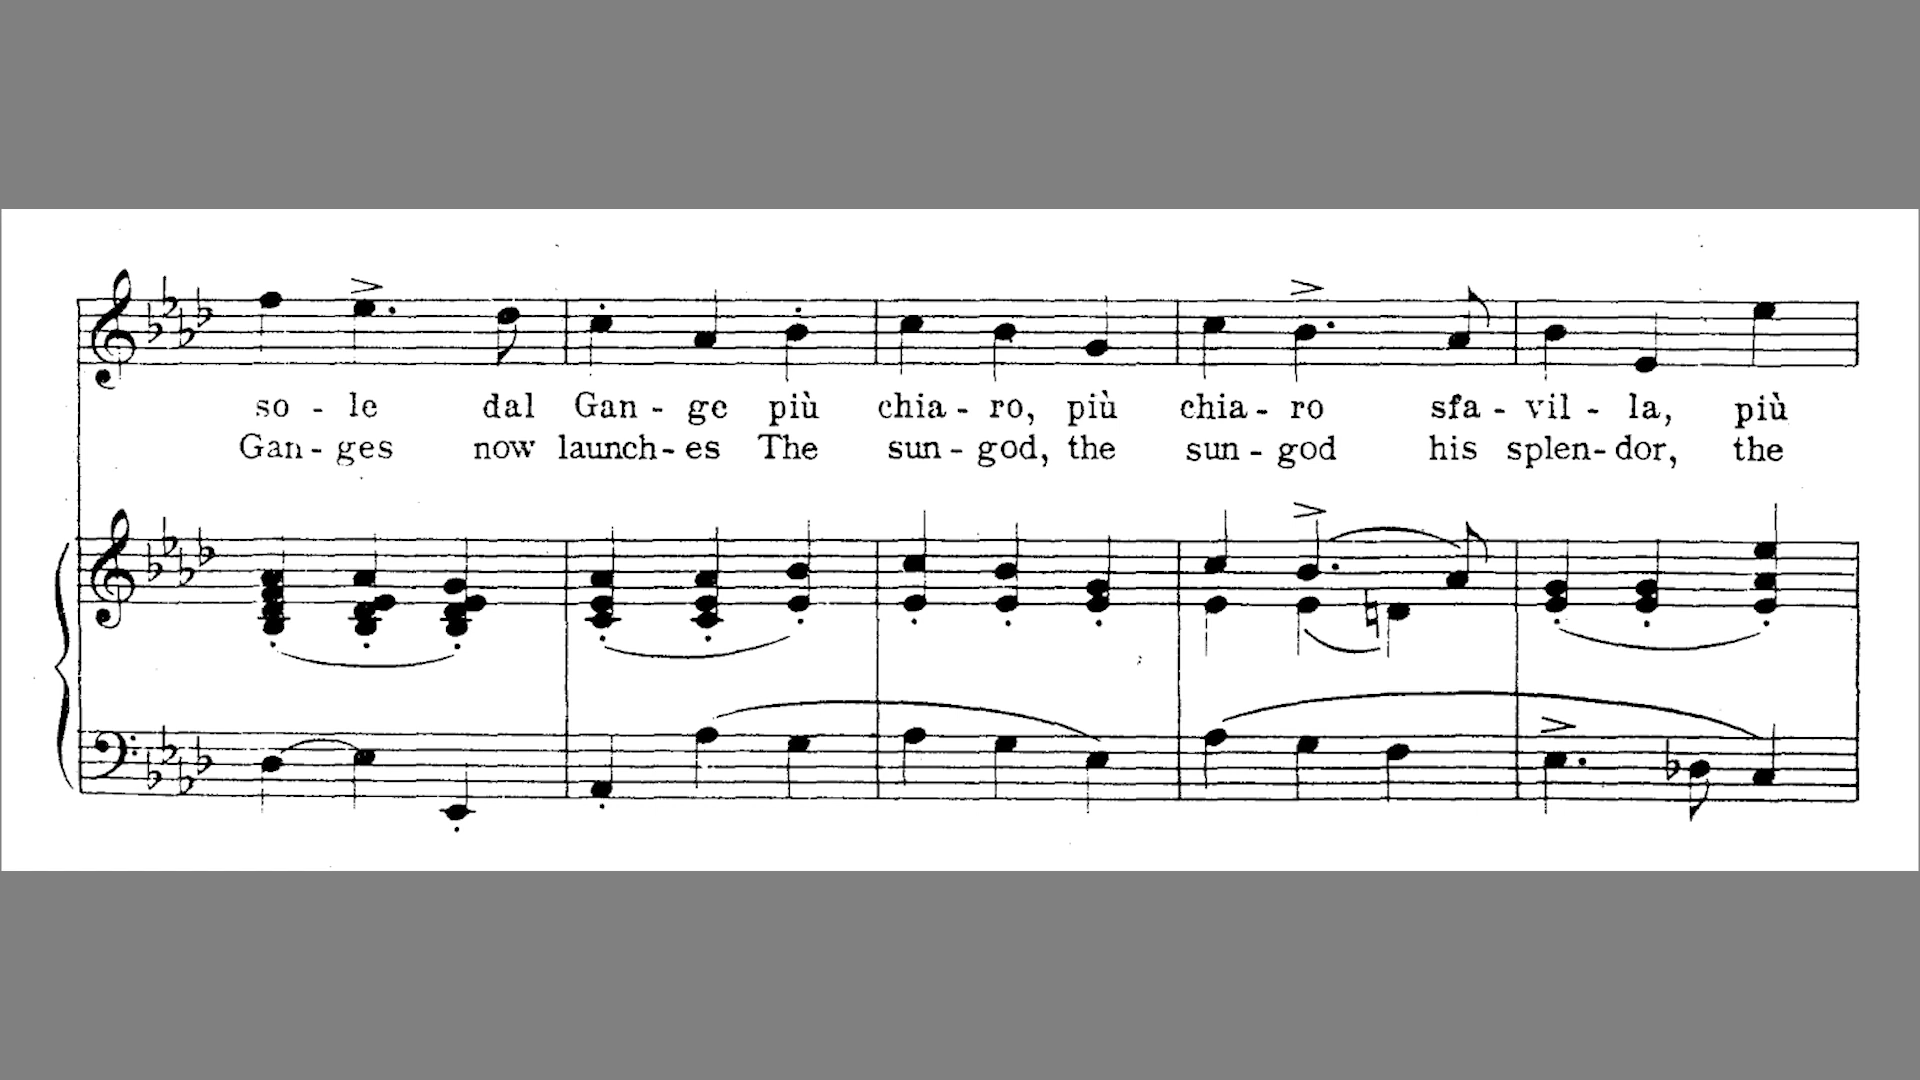 so - le dal Gan - ge più chia - ro, più chia - ro sfa - vil - la, più
Gan - ges now launch - es The sun - god, the sun - god his splen - dor, the